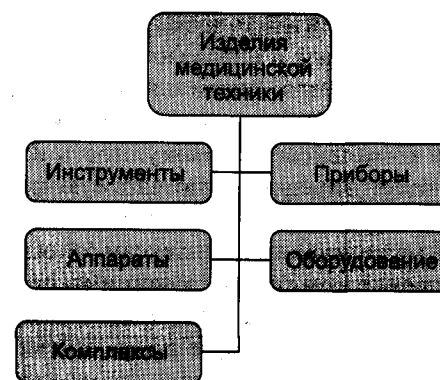 Изделия
медицинской
техники
Инструменты
Приборы
Аппараты
Оборудование
Комплексы